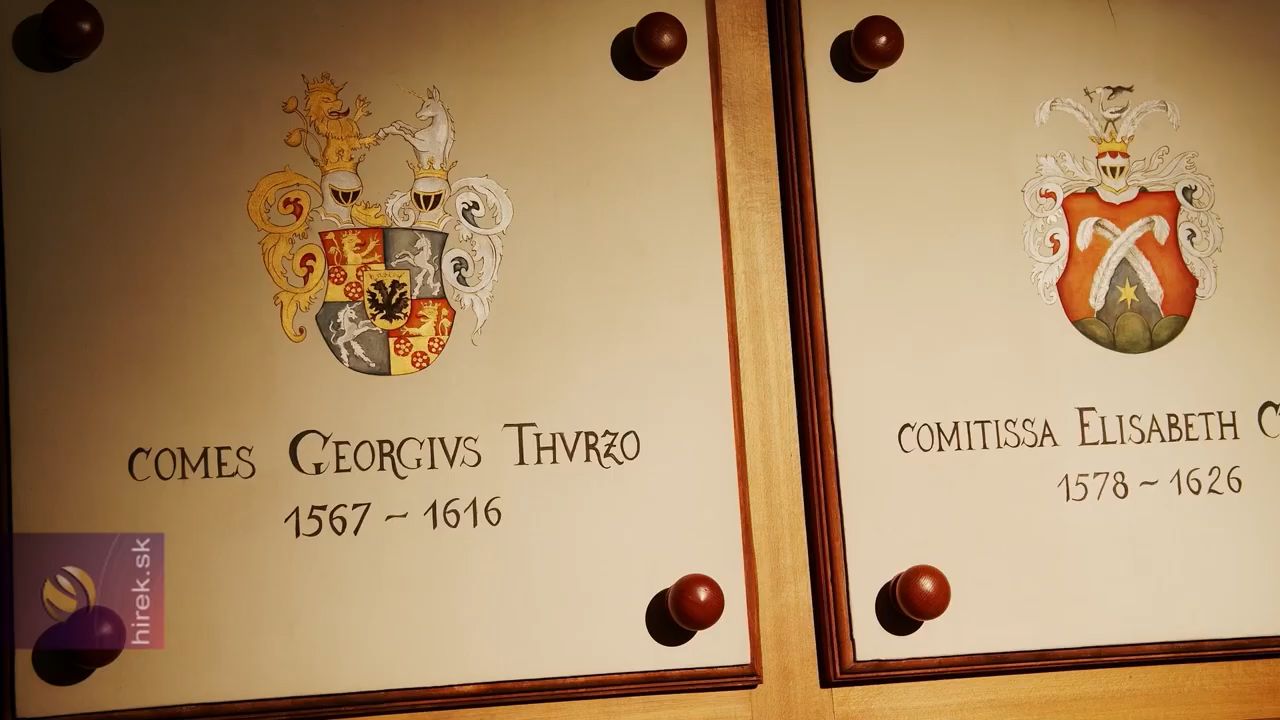 COMES GEORGIVS THVRZO
1567 ~ 1616
COMITISSA ELISABETH
1578 ~ 1626
hirek.sk